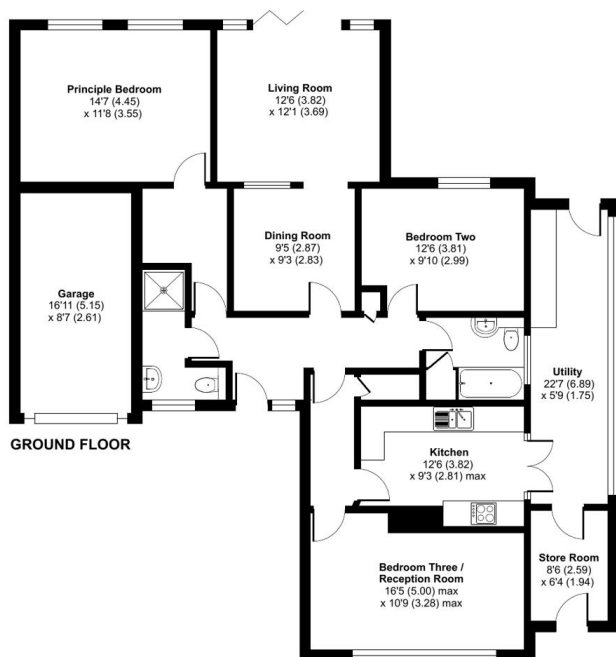 Principle Bedroom
14'7 (4.45)
x 11'8 (3.55)
Living Room
12'6 (3.82)
x 12'1 (3.69)
Dining Room
9'5 (2.87)
x 9'3 (2.83)
Bedroom Two
12'6 (3.81)
x 9'10 (2.99)
Garage
16'11 (5.15)
x 8'7 (2.61)
Utility
22'7 (6.89)
x 5'9 (1.75)
GROUND FLOOR
Kitchen
12'6 (3.82)
x 9'3 (2.81) max
Bedroom Three /
Reception Room
16'5 (5.00) max
x 10'9 (3.28) max
Store Room
8'6 (2.59)
x 6'4 (1.94)